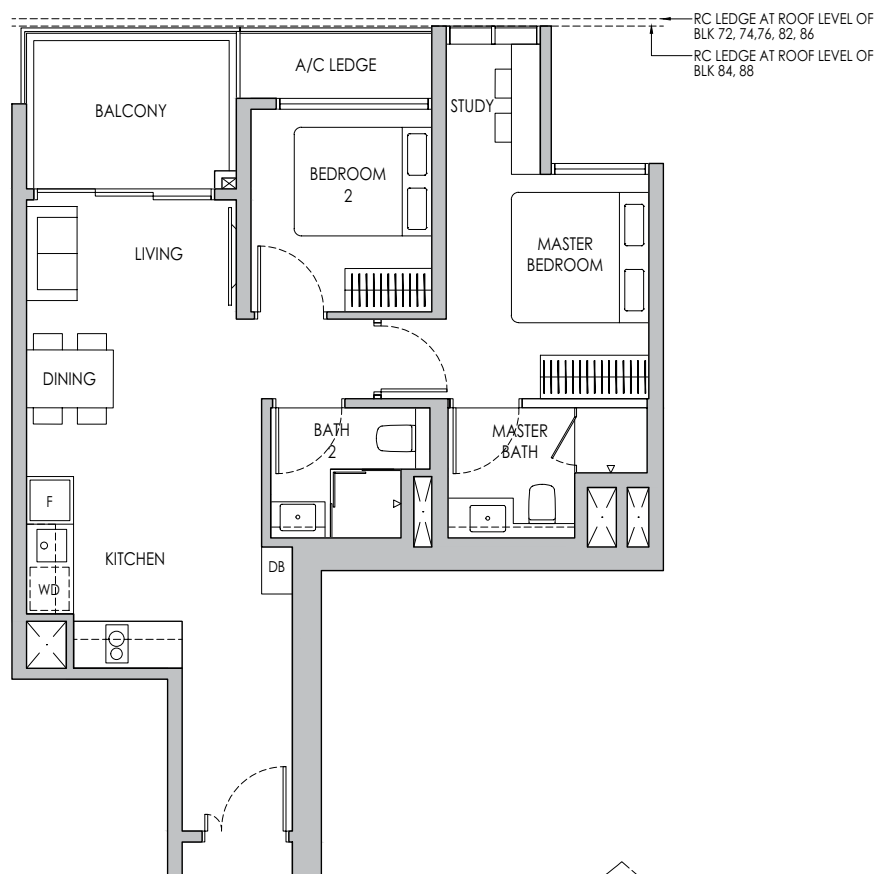 RC LEDGE AT ROOF LEVEL OF
BLK 72, 74,76, 82, 86
RC LEDGE AT ROOF LEVEL OF
BLK 84, 88
A/C LEDGE
BALCONY
STUDY
BEDROOM
2
LIVING
MASTER
BEDROOM
DINING
BATH
2
MASTER
BATH
F
KITCHEN
DB
WD